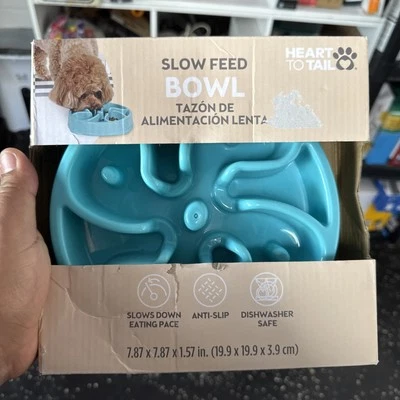 SLOW FEED
BOWL
TAZÓN DE
ALIMENTACIÓN LENTA
HEART
TO TAIL
SLOWS DOWN
EATING PACE
ANTI-SLIP
DISHWASHER
SAFE
7.87 x 7.87 x 1.57 in. (19.9 x 19.9 x 3.9 cm)